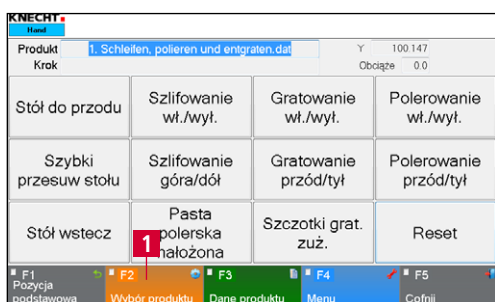 KNECHT
Hand
Produkt 1. Schleifen, polieren und entgraten.dat Y 100.147
Krok Obciąże 0.0
Stół do przodu
Szlifowanie
wł./wył.
Gratowanie
wł./wył.
Polerowanie
wł./wył.
Szybki
przesuw stołu
Szlifowanie
góra/dół
Gratowanie
przód/tył
Polerowanie
przód/tył
Stół wstecz
Pasta
polerska
nałożona
Szczotki grat.
zuż.
Reset
1
F1 F2 F3 F4 F5
Pozycja
podstawowa Wybór produktu Dane produktu Menu Cofnij